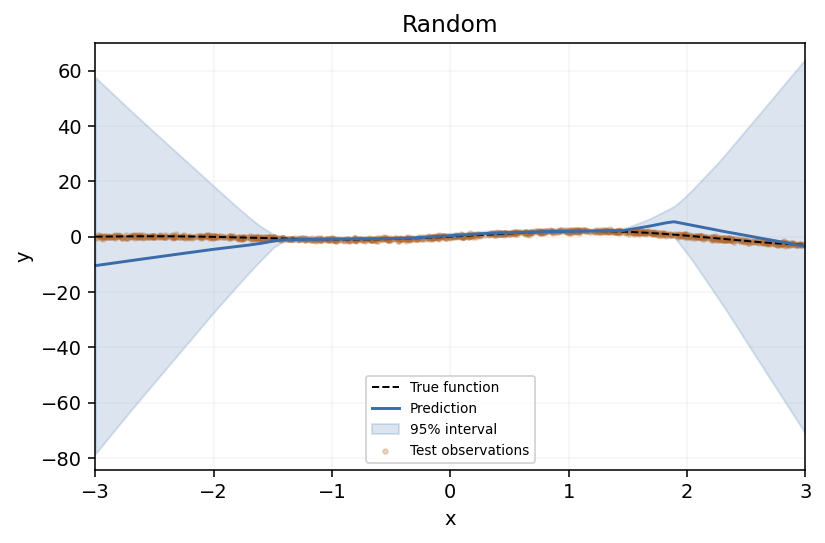 Random
y
60
40
20
0
−20
−40
−60
−80
True function
Prediction
95% interval
Test observations
−3
−2
−1
0
1
2
3
x